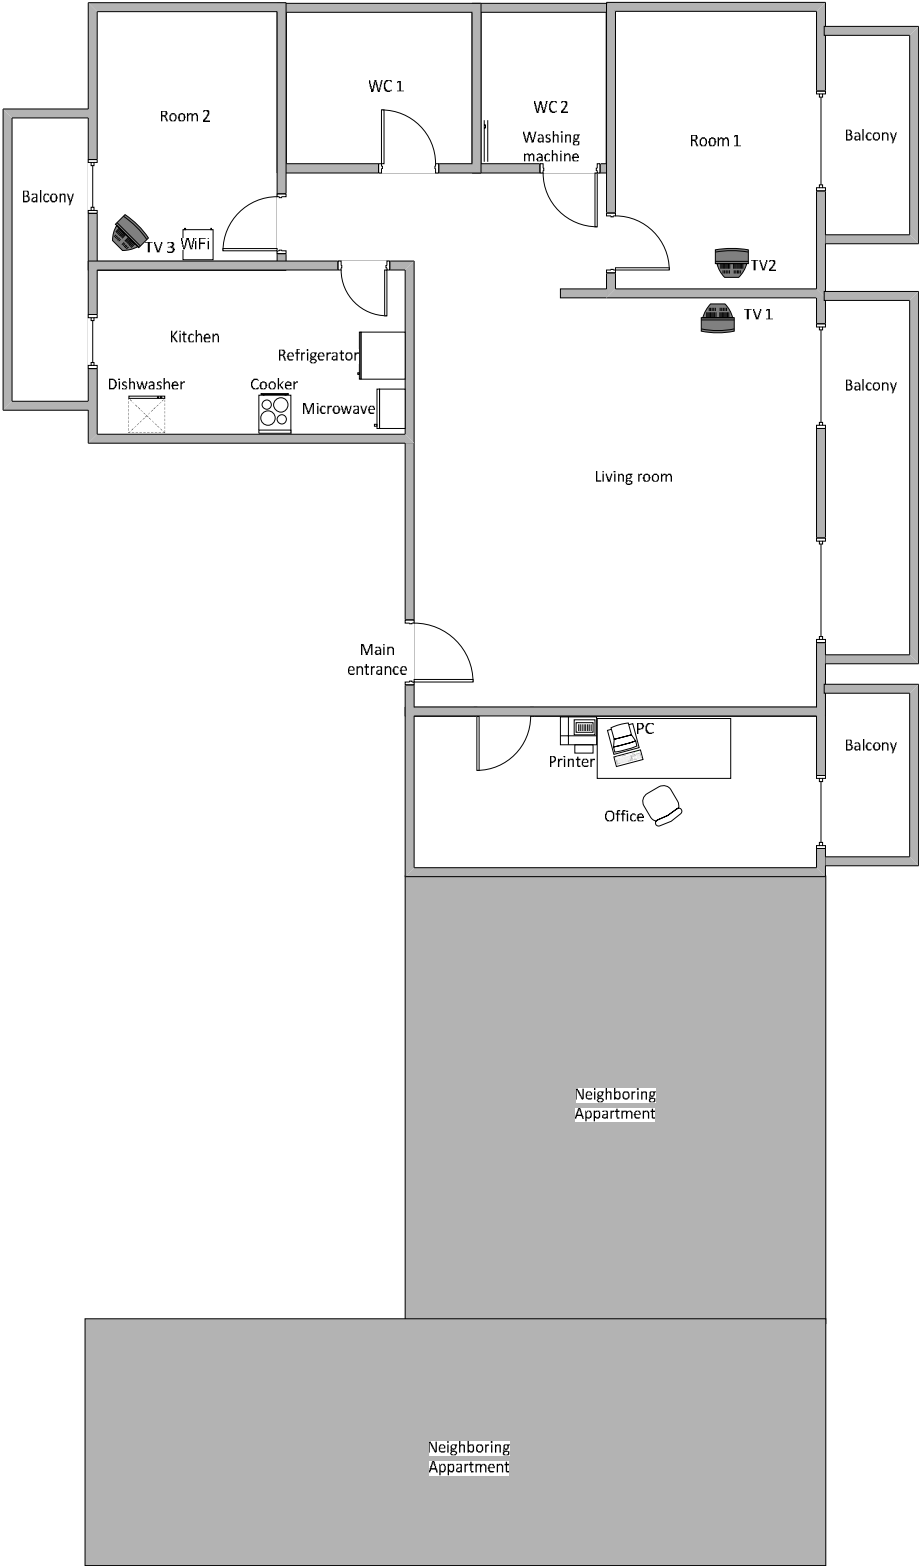 WC 1
WC 2
Room 2
Washing
machine
Room 1
Balcony
Balcony
TV 3
WiFi
TV2
TV 1
Kitchen
Refrigerator
Dishwasher
Cooker
Microwave
Balcony
Living room
Main
entrance
PC
Printer
Balcony
Office
Neighboring
Appartment
Neighboring
Appartment